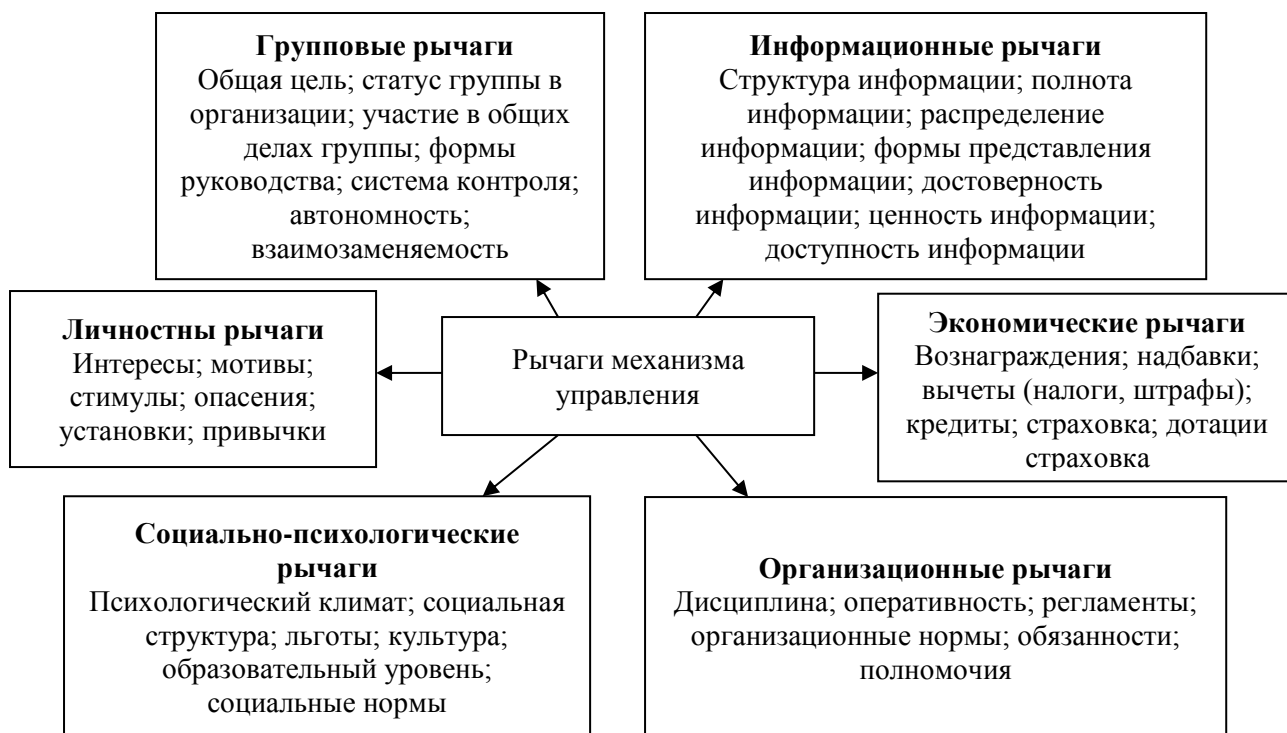 Групповые рычаги
Общая цель; статус группы в
организации; участие в общих
делах группы; формы
руководства; система контроля;
автономность;
взаимозаменяемость
Информационные рычаги
Структура информации; полнота
информации; распределение
информации; формы представления
информации; достоверность
информации; ценность информации;
доступность информации
Личностны рычаги
Интересы; мотивы;
стимулы; опасения;
установки; привычки
Рычаги механизма
управления
Экономические рычаги
Вознаграждения; надбавки;
вычеты (налоги, штрафы);
кредиты; страховка; дотации
страховка
Социально-психологические
рычаги
Психологический климат; социальная
структура; льготы; культура;
образовательный уровень;
социальные нормы
Организационные рычаги
Дисциплина; оперативность; регламенты;
организационные нормы; обязанности;
полномочия